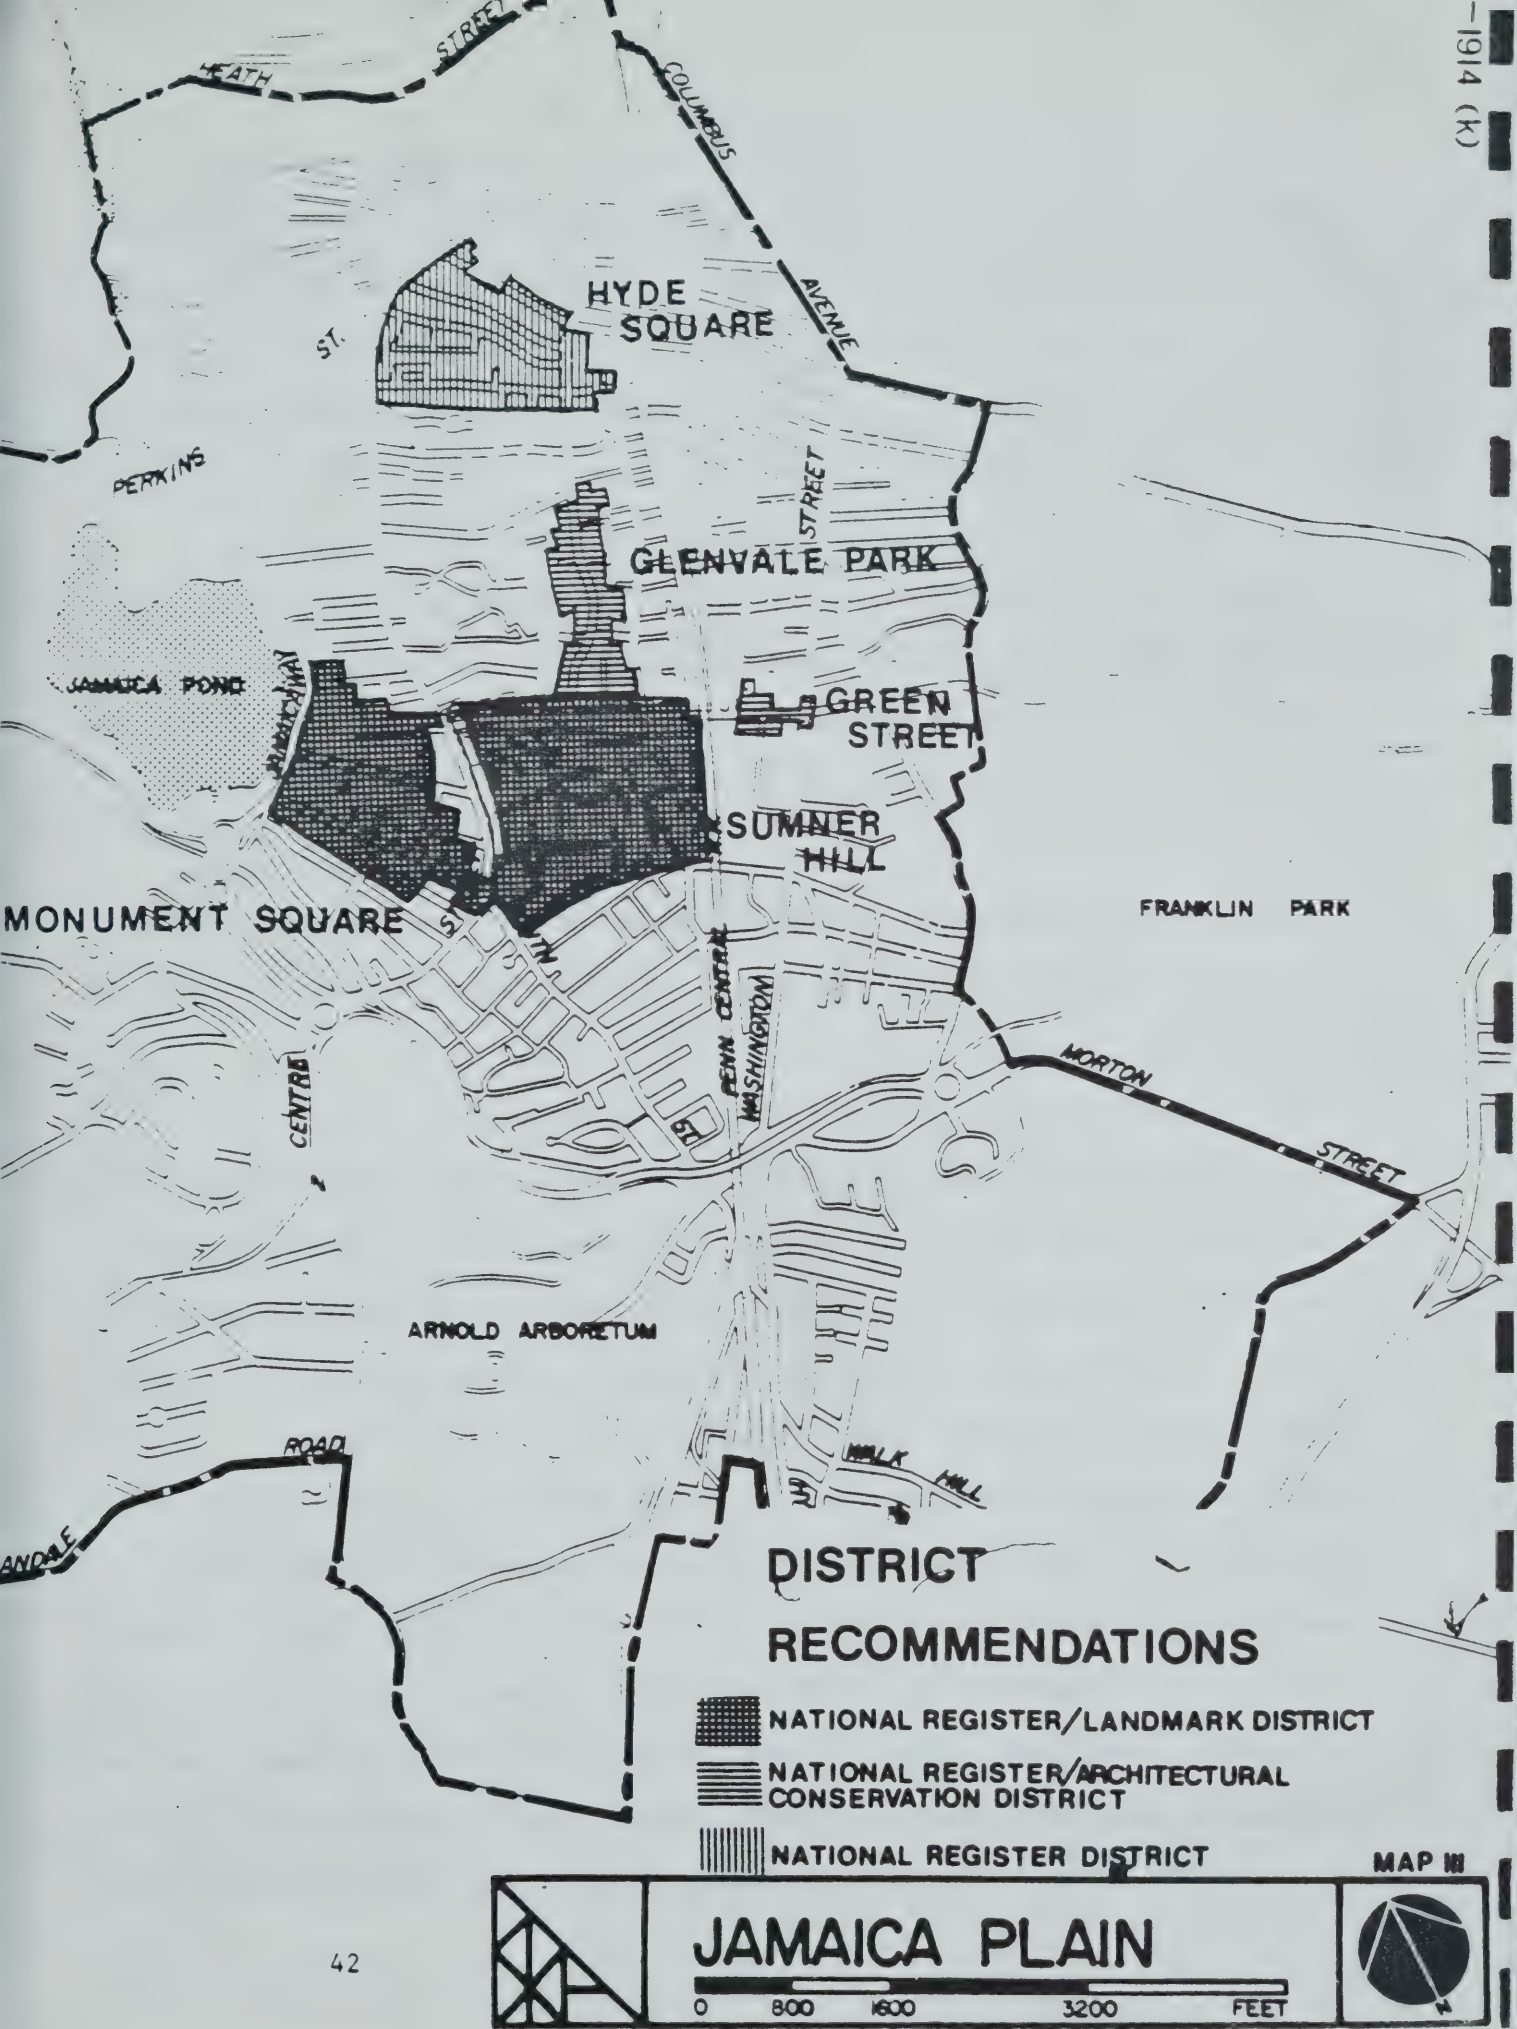 HEATH
STREET
COLUMBUS
-1914 (k)
AVENUE
HYDE
SQUARE
ST.
PERKINS
STREET
GLENVALE PARK
JAMAICA POND
GREEN
STREET
SUMNER
HILL
MONUMENT SQUARE
ST.
FRANKLIN PARK
PENN CENTRAL
WASHINGTON
CENTRE
MORTON
ST.
STREET
ARNOLD ARBORETUM
ROAD
WALK HILL
ANDALE
DISTRICT
RECOMMENDATIONS
NATIONAL REGISTER/LANDMARK DISTRICT
NATIONAL REGISTER/ARCHITECTURAL
CONSERVATION DISTRICT
NATIONAL REGISTER DISTRICT
MAP III
JAMAICA PLAIN
0 800 1600 3200 FEET
N
42